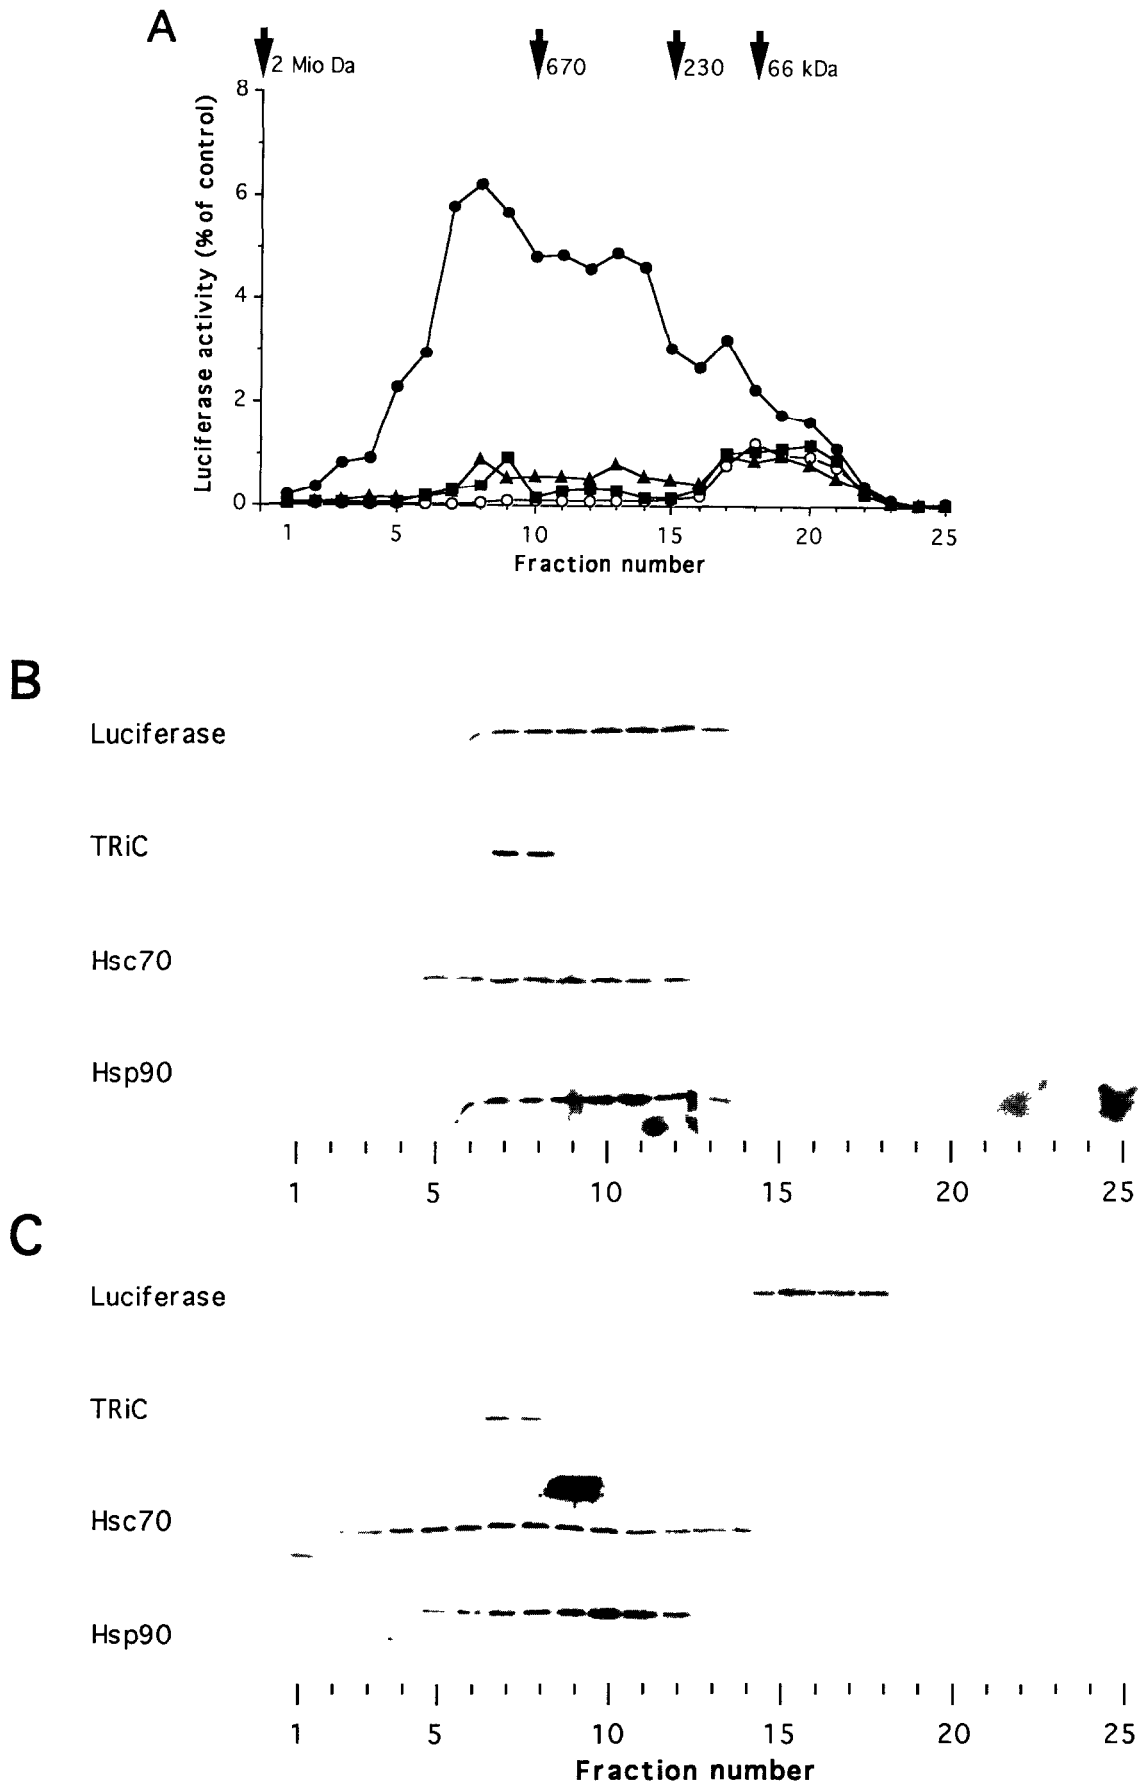 A
2 Mio Da 670 230 66 kDa
Luciferase activity (% of control)
8
6
4
2
0
1 5 10 15 20 25
Fraction number
B
Luciferase
TRiC
Hsc70
Hsp90
1 5 10 15 20 25
C
Luciferase
TRiC
Hsc70
Hsp90
1 5 10 15 20 25
Fraction number